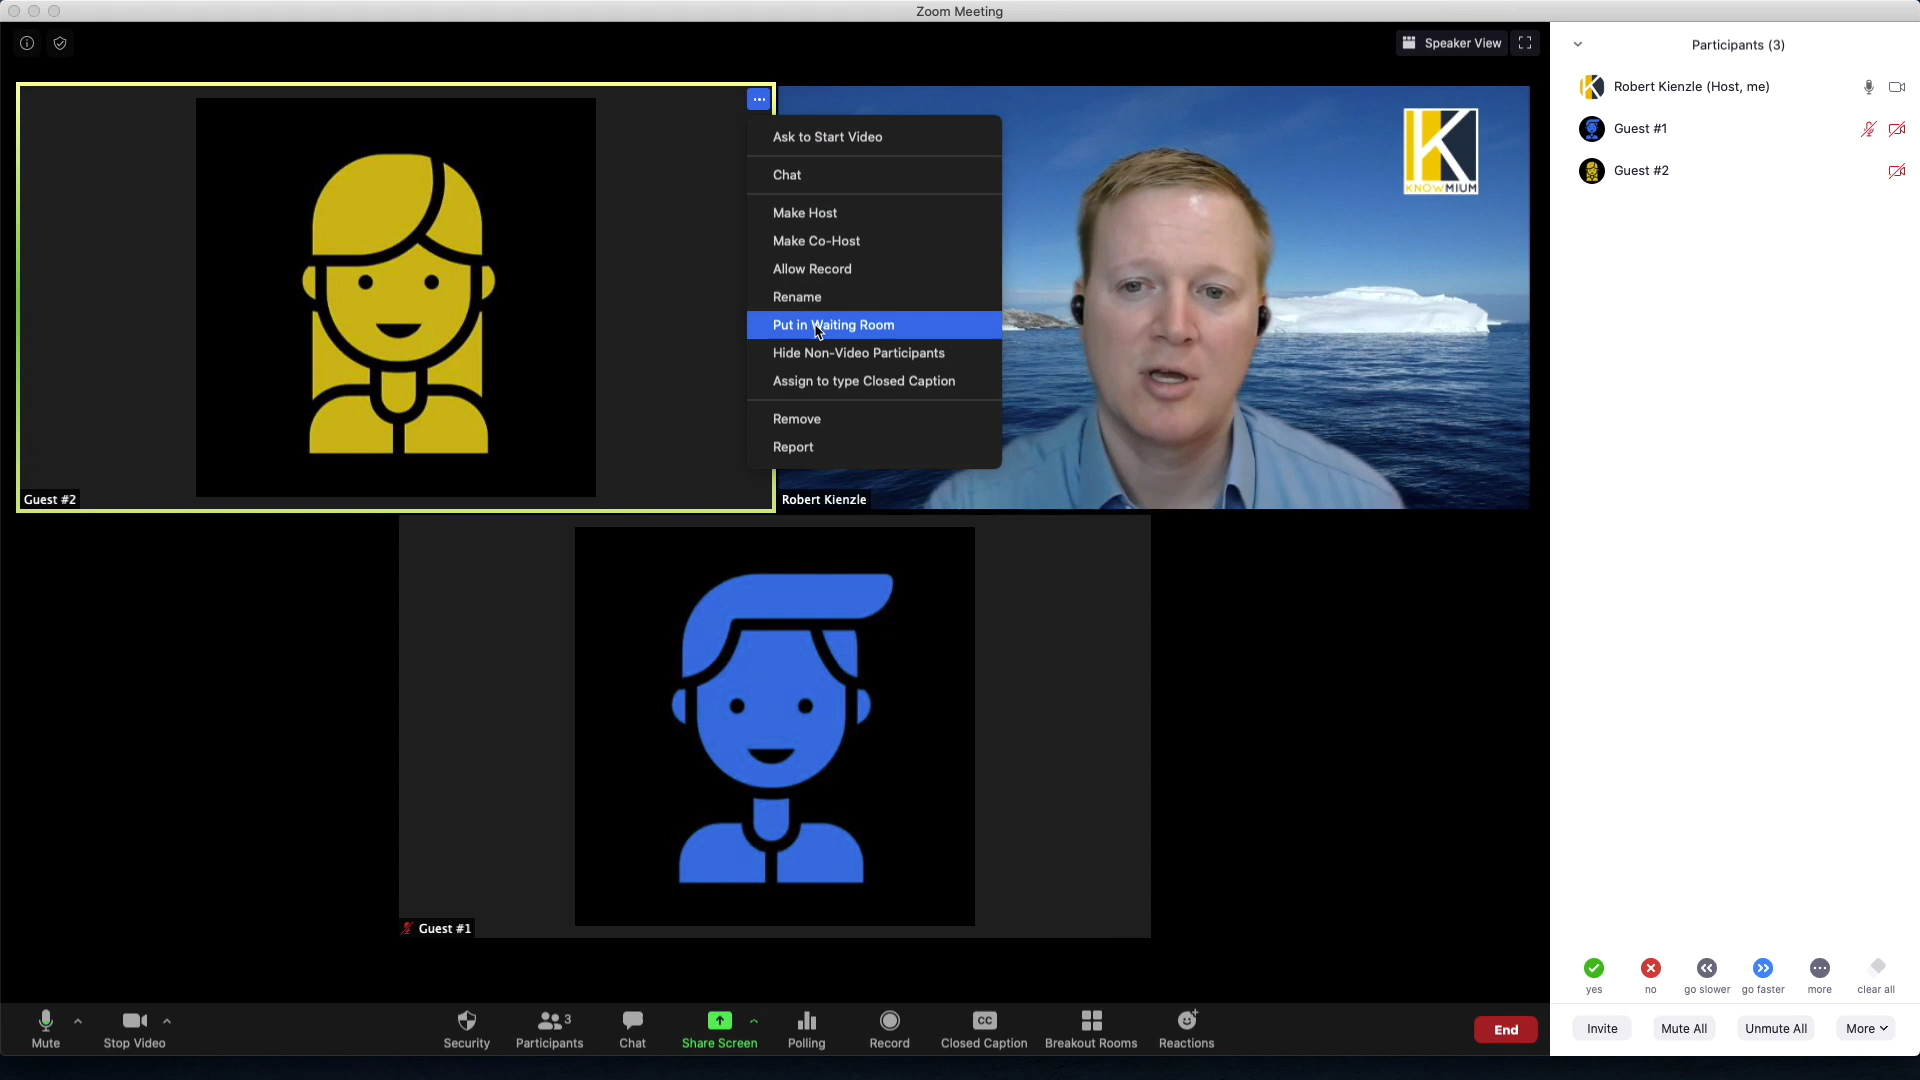 Zoom Meeting
Speaker View
Ask to Start Video
Chat
Make Host
Make Co-Host
Allow Record
Rename
Put in Waiting Room
Hide Non-Video Participants
Assign to type Closed Caption
Remove
Report
KNOWMIUM
Guest #2
Robert Kienzle
Guest #1
Participants (3)
Robert Kienzle (Host, me)
Guest #1
Guest #2
yes no go slower go faster more clear all
Invite Mute All Unmute All More
Mute Stop Video Security Participants 3 Chat Share Screen Polling Record CC Closed Caption Breakout Rooms Reactions End